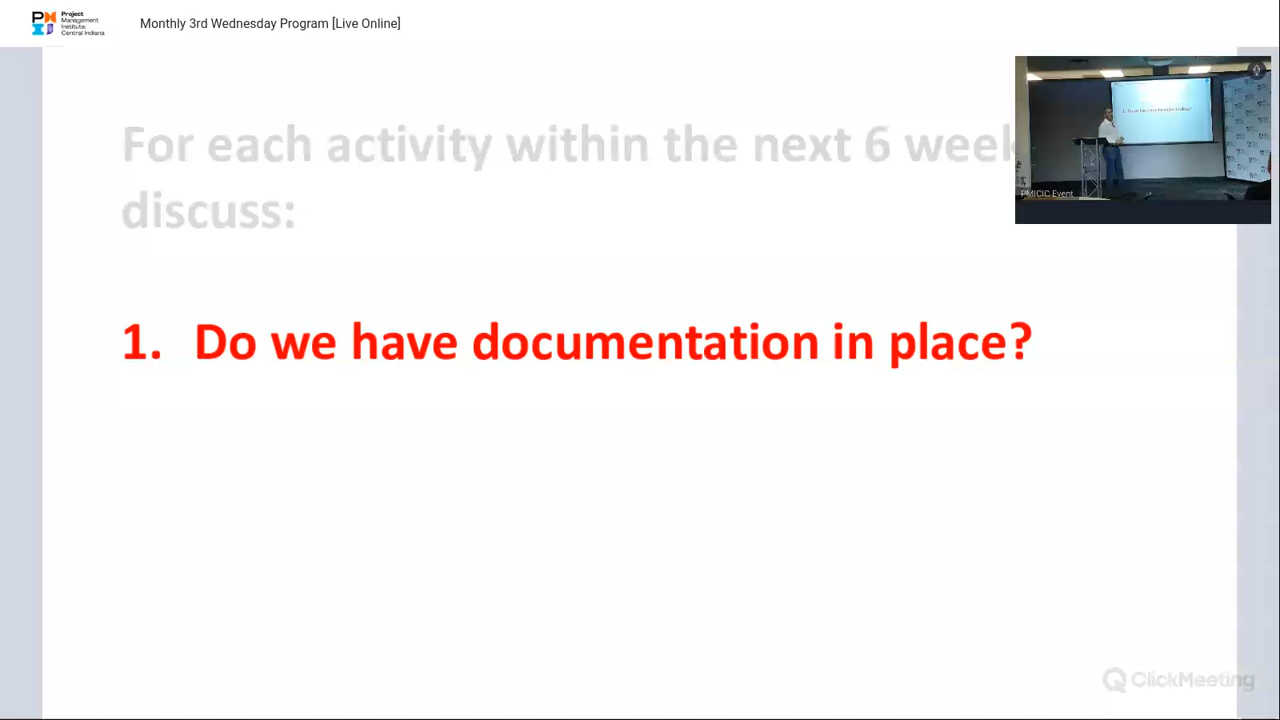 Project
Management
Institute.
Central Indiana
Monthly 3rd Wednesday Program [Live Online]
For each activity within the next 6 week
discuss:
1. Do we have documentation in place?
PMICIC Event
ClickMeeting